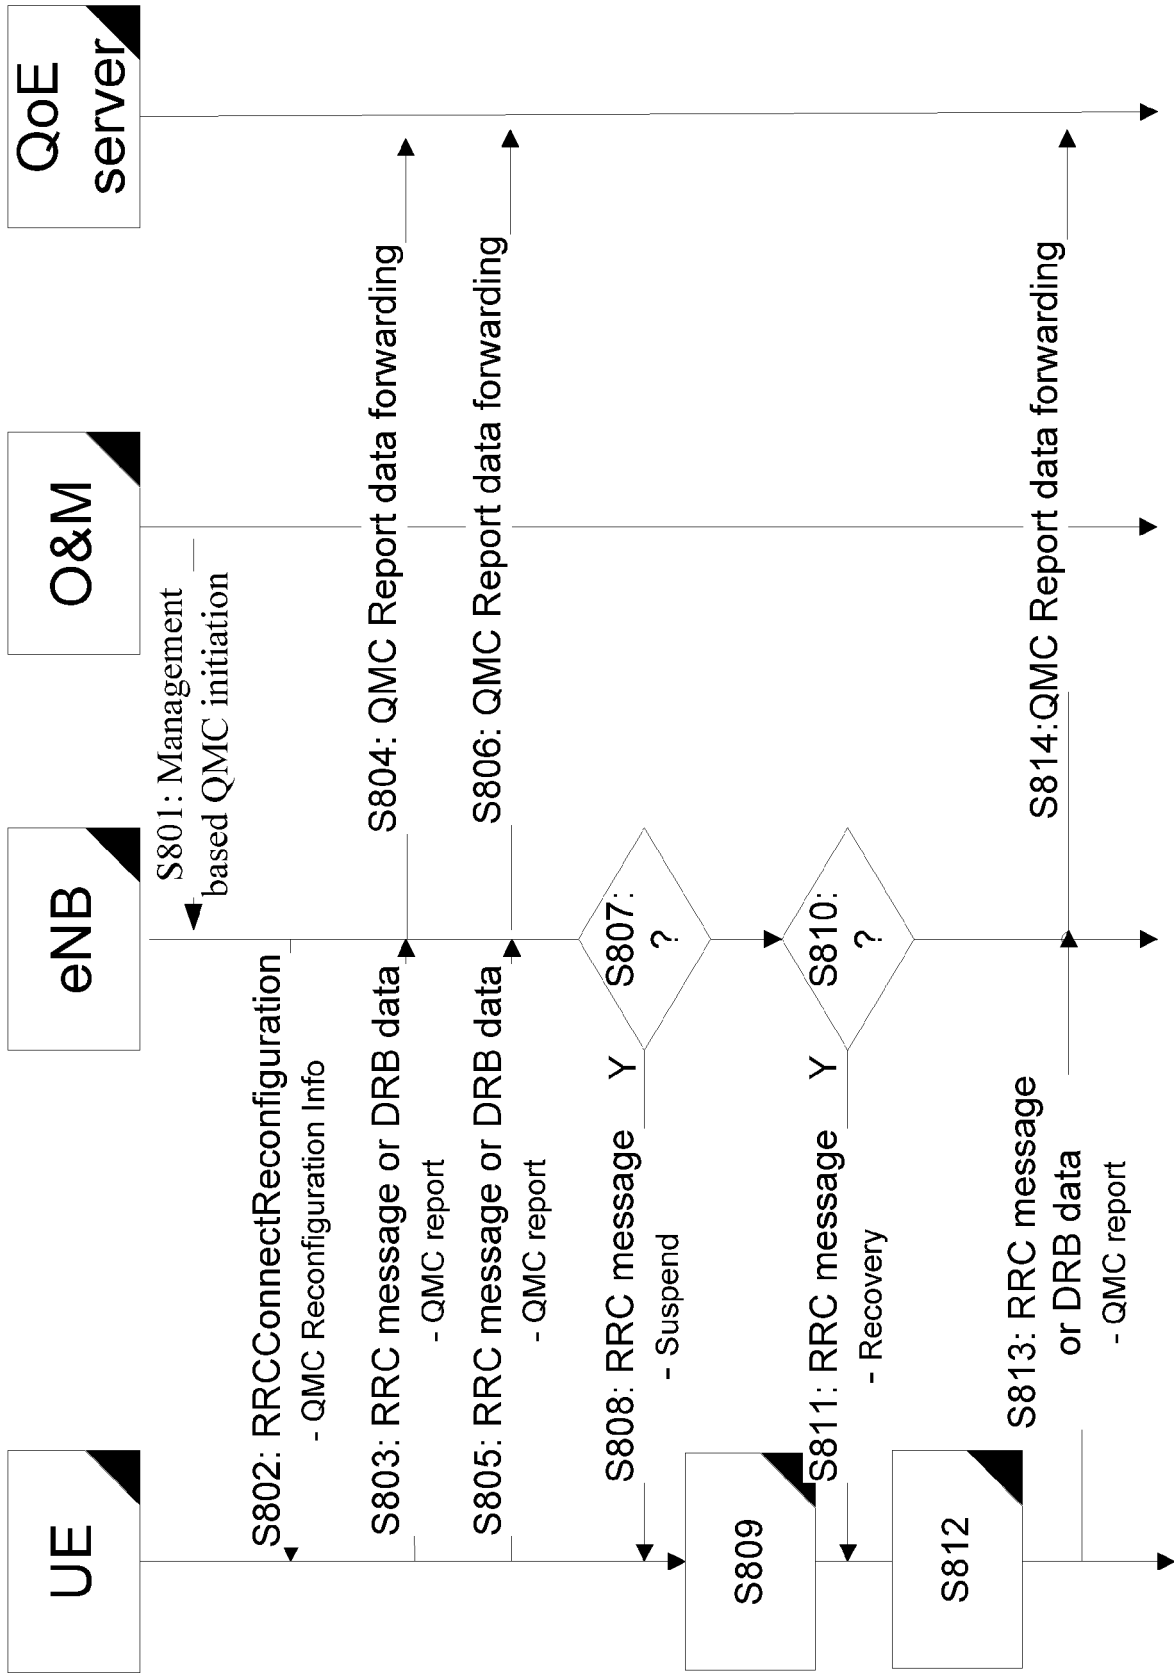 UE
eNB
O&M
QoE
server
S801: Management
based QMC initiation
S802: RRCConnectReconfiguration
- QMC Reconfiguration Info
S803: RRC message or DRB data
- QMC report
S804: QMC Report data forwarding
S805: RRC message or DRB data
- QMC report
S806: QMC Report data forwarding
S807:
?
Y
S808: RRC message
- Suspend
S809
S810:
?
Y
S811: RRC message
- Recovery
S812
S813: RRC message
or DRB data
- QMC report
S814:QMC Report data forwarding